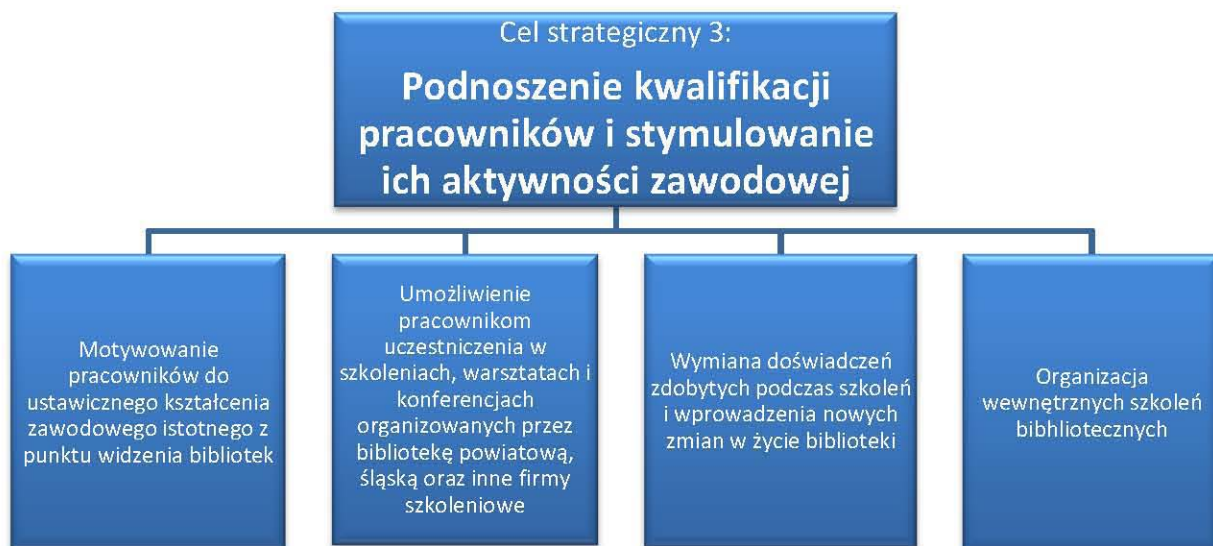 Cel strategiczny 3:
Podnoszenie kwalifikacji
pracowników i stymulowanie
ich aktywności zawodowej
Motywowanie
pracowników do
ustawicznego kształcenia
zawodowego istotnego z
punktu widzenia bibliotek
Umożliwienie
pracownikom
uczestniczenia w
szkoleniach, warsztatach i
konferencjach
organizowanych przez
bibliotekę powiatową,
śląską oraz inne firmy
szkoleniowe
Wymiana doświadczeń
zdobytych podczas szkoleń
i wprowadzenia nowych
zmian w życie biblioteki
Organizacja
wewnętrznych szkoleń
bibhliotecznych